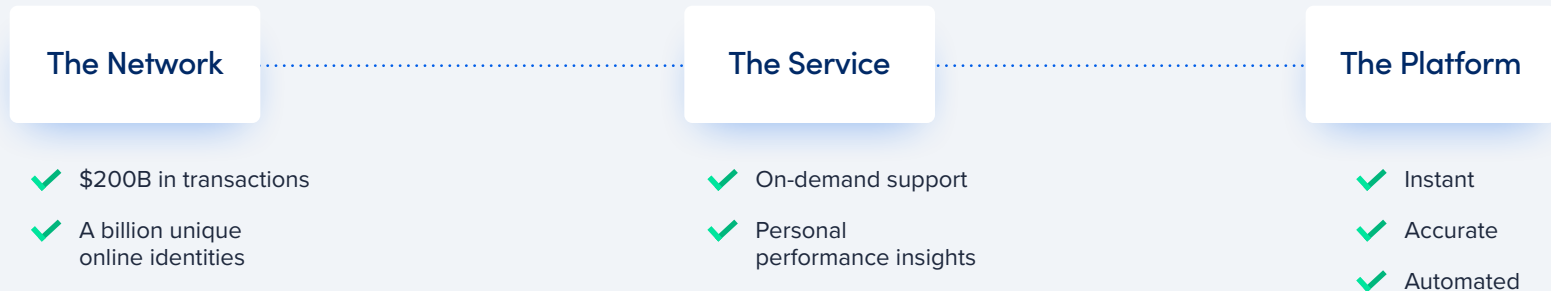 The Network
The Service
The Platform
$200B in transactions
A billion unique
online identities
On-demand support
Personal
performance insights
Instant
Accurate
Automated